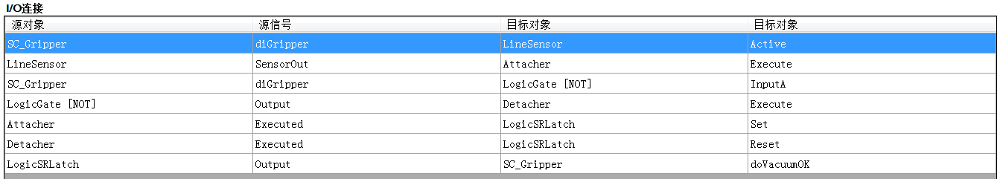 I/O连接
源对象 源信号 目标对象 目标对象
SC_Gripper diGripper LineSensor Active
LineSensor SensorOut Attacher Execute
SC_Gripper diGripper LogicGate [NOT] InputA
LogicGate [NOT] Output Detacher Execute
Attacher Executed LogicSRLatch Set
Detacher Executed LogicSRLatch Reset
LogicSRLatch Output SC_Gripper doVacuumOK